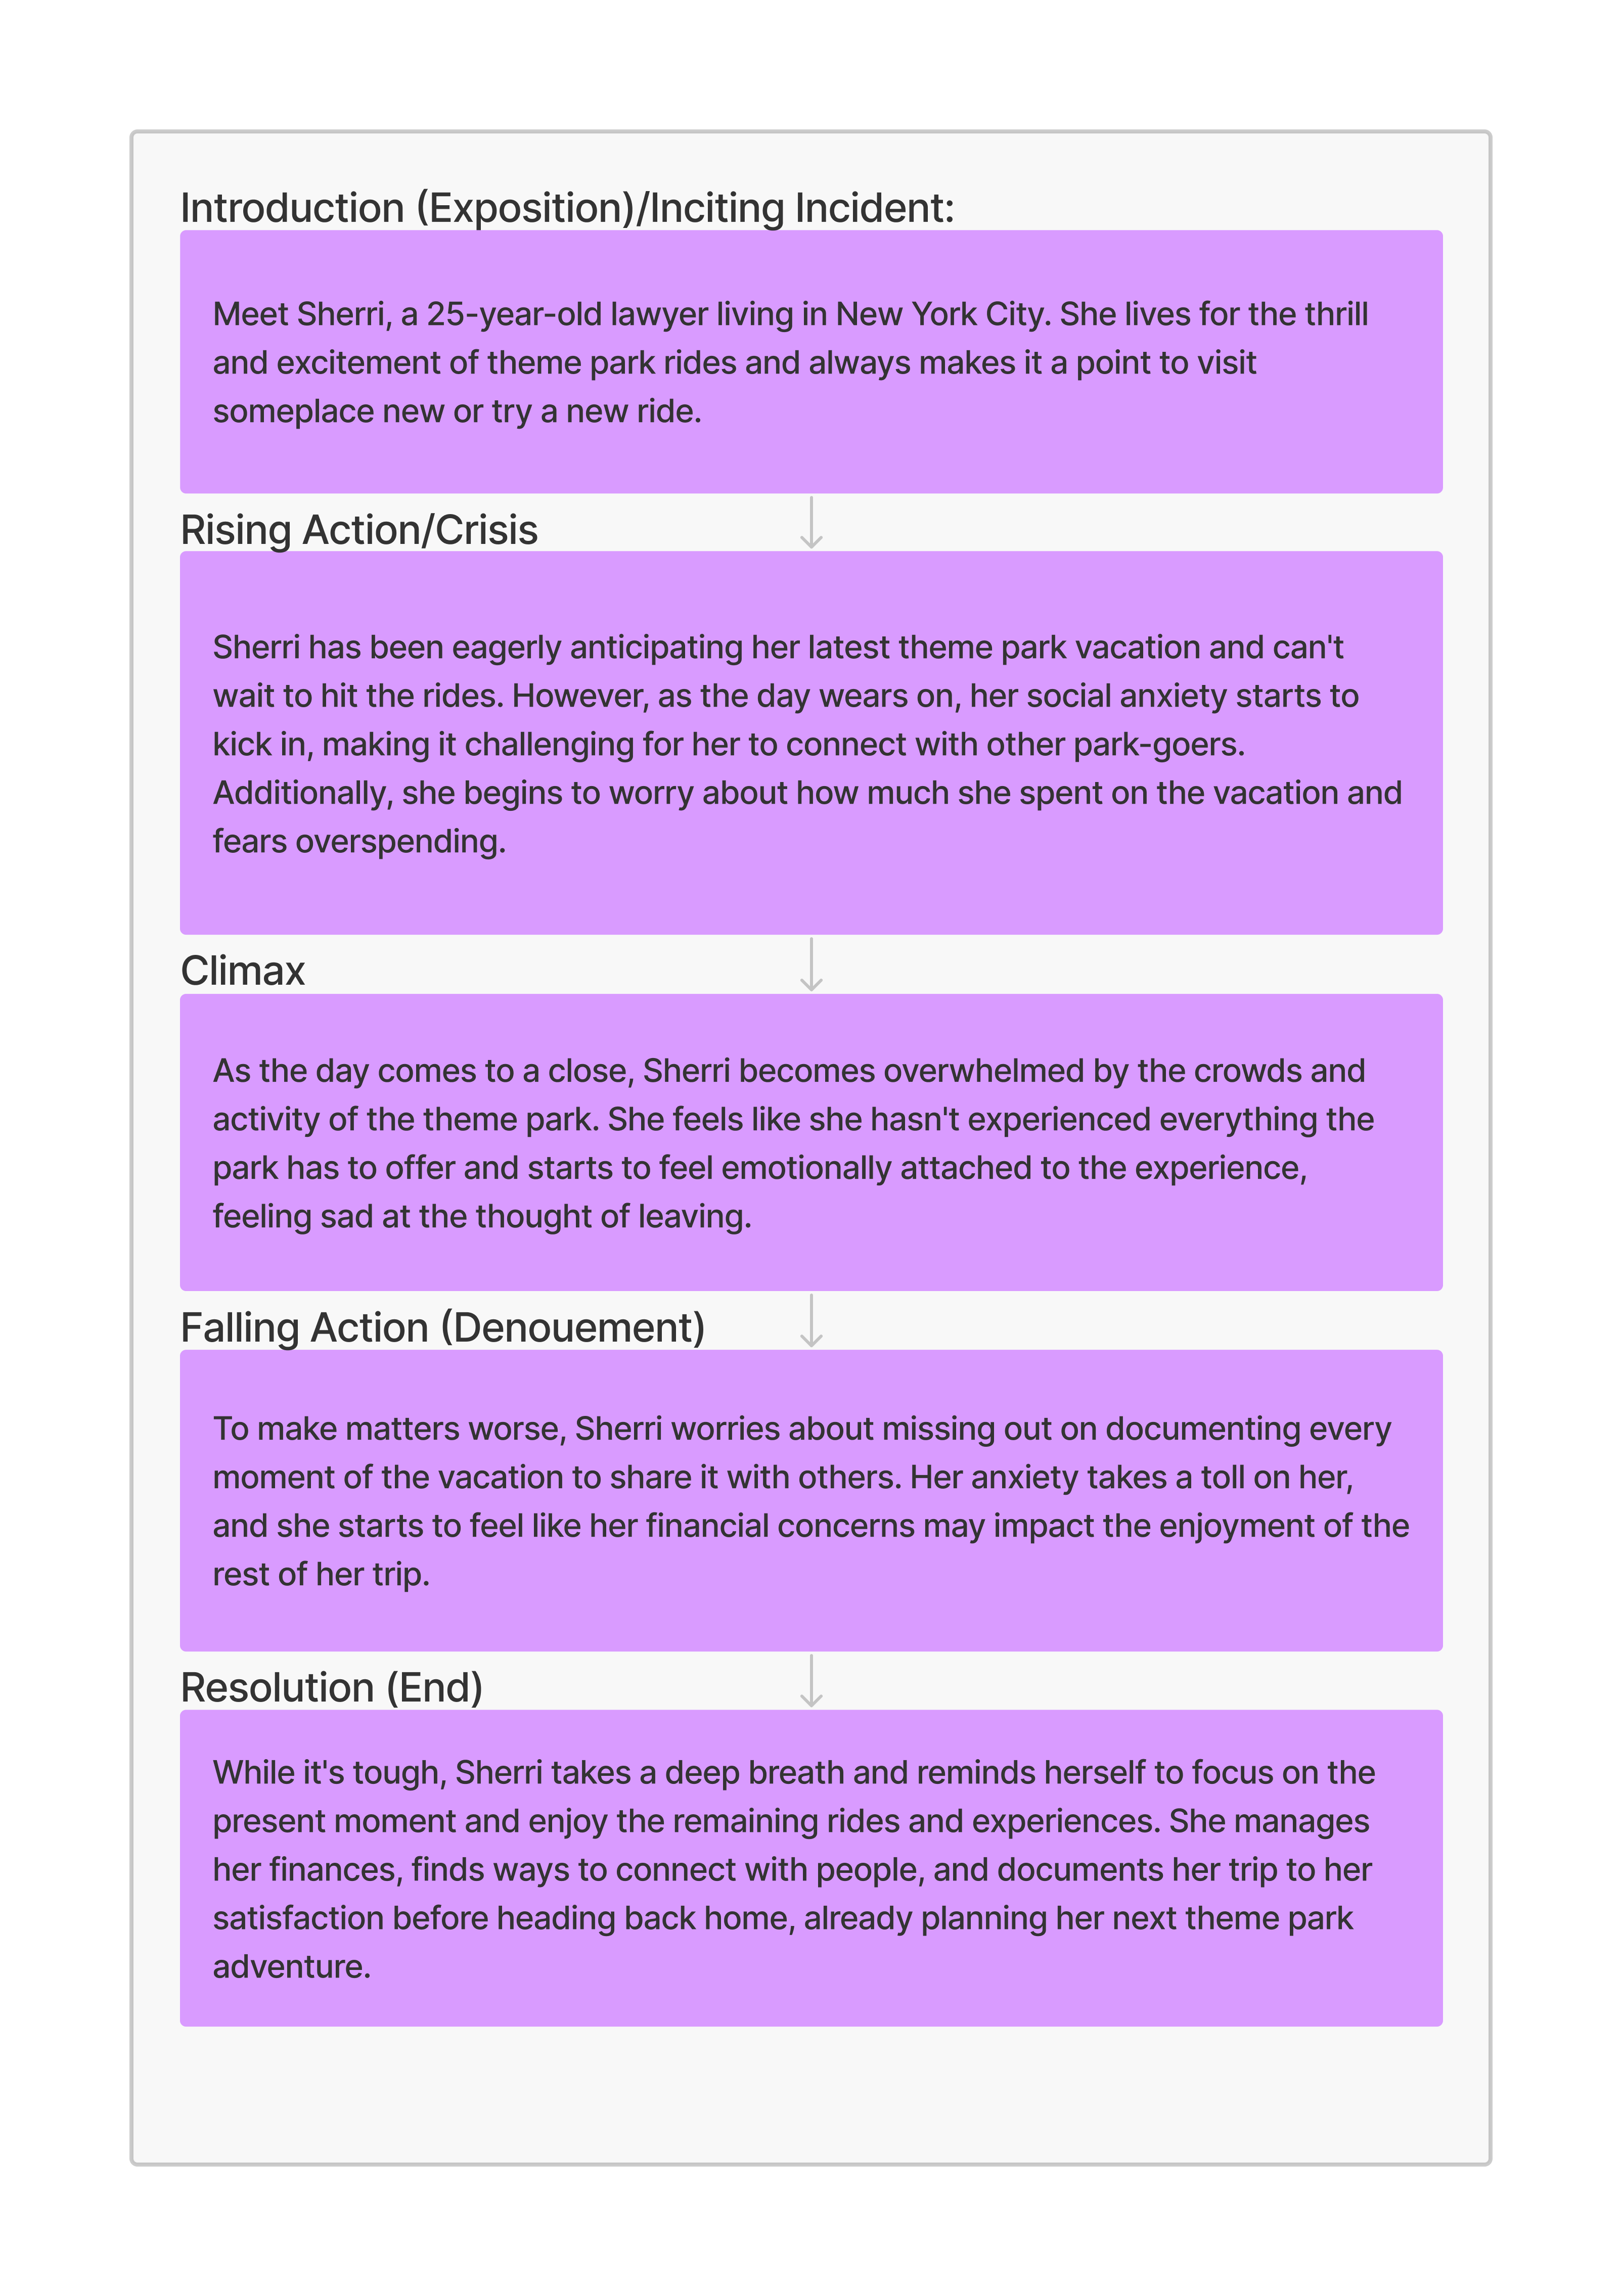 Introduction (Exposition)/Inciting Incident:
Meet Sherri, a 25-year-old lawyer living in New York City. She lives for the thrill
and excitement of theme park rides and always makes it a point to visit
someplace new or try a new ride.
Rising Action/Crisis
Sherri has been eagerly anticipating her latest theme park vacation and can't
wait to hit the rides. However, as the day wears on, her social anxiety starts to
kick in, making it challenging for her to connect with other park-goers.
Additionally, she begins to worry about how much she spent on the vacation and
fears overspending.
Climax
As the day comes to a close, Sherri becomes overwhelmed by the crowds and
activity of the theme park. She feels like she hasn't experienced everything the
park has to offer and starts to feel emotionally attached to the experience,
feeling sad at the thought of leaving.
Falling Action (Denouement)
To make matters worse, Sherri worries about missing out on documenting every
moment of the vacation to share it with others. Her anxiety takes a toll on her,
and she starts to feel like her financial concerns may impact the enjoyment of the
rest of her trip.
Resolution (End)
While it's tough, Sherri takes a deep breath and reminds herself to focus on the
present moment and enjoy the remaining rides and experiences. She manages
her finances, finds ways to connect with people, and documents her trip to her
satisfaction before heading back home, already planning her next theme park
adventure.